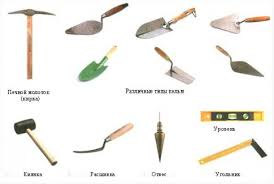 Печной молоток
(кирка)
Различные типы кельм
Уровень
Киянка
Расшивка
Отвес
Угольник